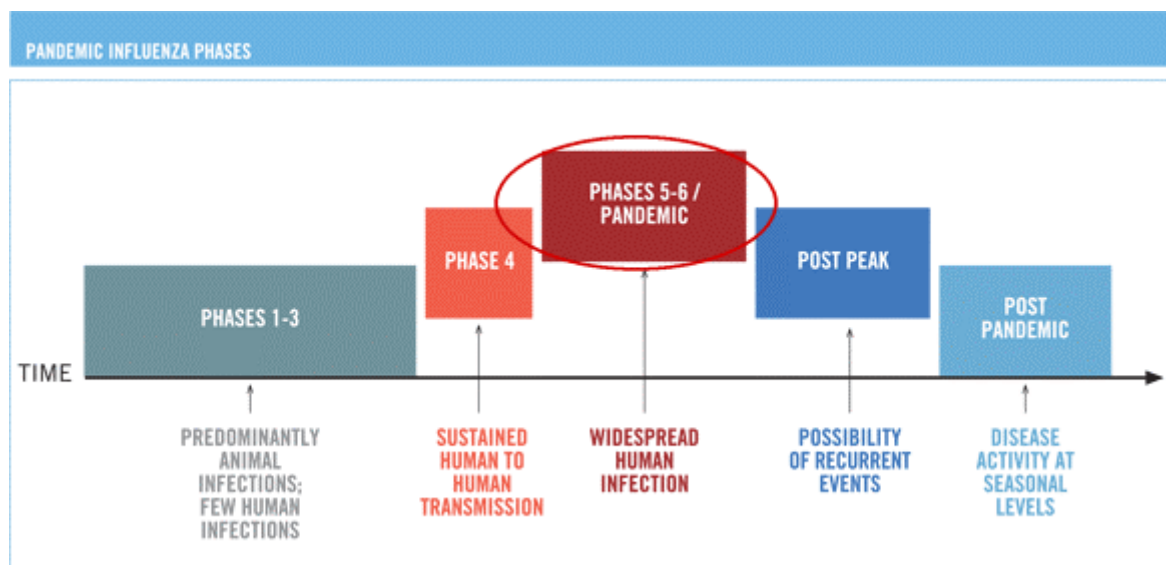 PANDEMIC INFLUENZA PHASES
PHASES 5-6 /
PANDEMIC
PHASE 4
POST PEAK
PHASES 1-3
POST
PANDEMIC
TIME
PREDOMINANTLY
ANIMAL
INFECTIONS;
FEW HUMAN
INFECTIONS
SUSTAINED
HUMAN TO
HUMAN
TRANSMISSION
WIDESPREAD
HUMAN
INFECTION
POSSIBILITY
OF RECURRENT
EVENTS
DISEASE
ACTIVITY AT
SEASONAL
LEVELS